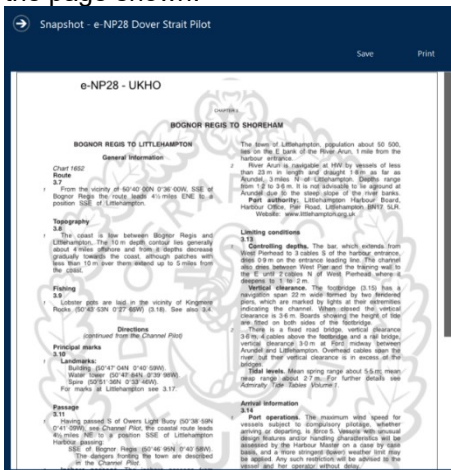 the page shown.
Snapshot - e-NP28 Dover Strait Pilot
Save Print
e-NP28 - UKHO
CHAPTER 3
BOGNOR REGIS TO SHOREHAM
BOGNOR REGIS TO LITTLEHAMPTON
General Information
Chart 1652
Route
3.7
1 From the vicinity of 50°40´00N 0°36´00W, SSE of
Bognor Regis the route leads 4½ miles ENE to a
position SSE of Littlehampton.
Topography
3.8
1 The coast is low between Bognor Regis and
Littlehampton. The 10 m depth contour lies generally
about 4 miles offshore and from it depths decrease
gradually towards the coast, although patches with
less than 10 m over them extend up to 5 miles from
the coast.
Fishing
3.9
1 Lobster pots are laid in the vicinity of Kingmere
Rocks (50°43´53N 0°27´66W) (3.16). See also 3.4.
Directions
(continued from the Channel Pilot)
Principal marks
3.10
1 Landmarks:
Building (50°47´04N 0°40´59W).
Water tower
Spire
For marks at Littlehampton see 3.17.
Passage
3.11
1 Having passed S of Owers Light Buoy (50°38´59N
0°41´09W), see Channel Pilot, the coastal route leads
4½ miles NE to a position SSE of Littlehampton
Harbour passing:
SSE of Bognor Regis
The dangers fronting the town are described
in the Channel Pilot
The town of Littlehampton, population about 50 500,
lies on the E bank of the River Arun, 1 mile from the
harbour entrance.
2 River Arun is navigable at HW by vessels of less
than 23 m in length and draught 1·8 m as far as
Arundel, 3 miles N of Littlehampton. Depths range
from 1·2 to 3·6 m. It is not advisable to lie aground at
Arundel due to the steep slope of the river banks.
Port authority: Littlehampton Harbour Board,
Harbour Office, Pier Road, Littlehampton BN17 5LR.
Website: www.littlehampton.org.uk
Limiting conditions
3.13
1 Controlling depths. The bar, which extends from
West Pierhead to 3 cables S of the harbour entrance,
dries 0·9 m on the entrance leading line. The channel
also dries between West Pier and the training wall to
the E until 2 cables N of West Pierhead where it
deepens to 1 to 2 m.
Vertical clearance. The footbridge (3.15) has a
navigation span 22 m wide formed by two fendered
piers, which are marked by lights at their extremities
indicating the channel. When closed the vertical
clearance is 3·6 m. Boards showing the height of tide
are fitted on both sides of the footbridge.
2 There is a fixed road bridge, vertical clearance
3·6 m, 4 cables above the footbridge and a rail bridge,
vertical clearance 3·0 m at Ford, midway between
Arundel and Littlehampton. Overhead cables span the
river but their vertical clearance is in excess of the
bridges.
Tidal levels. Mean spring range about 5·5 m; mean
neap range about 2·7 m. For further details see
Admiralty Tide Tables Volume 1.
Arrival information
3.14
1 Port operations. The maximum wind speed for
vessels subject to compulsory pilotage, whether
arriving or departing, is force 5. Vessels with unusual
design features and/or handling characteristics will be
assessed by the Harbour Master on a case by case
basis, and a more stringent (lower) weather limit may
be applied. Any such restriction will be advised to the
vessel and her operator without delay.